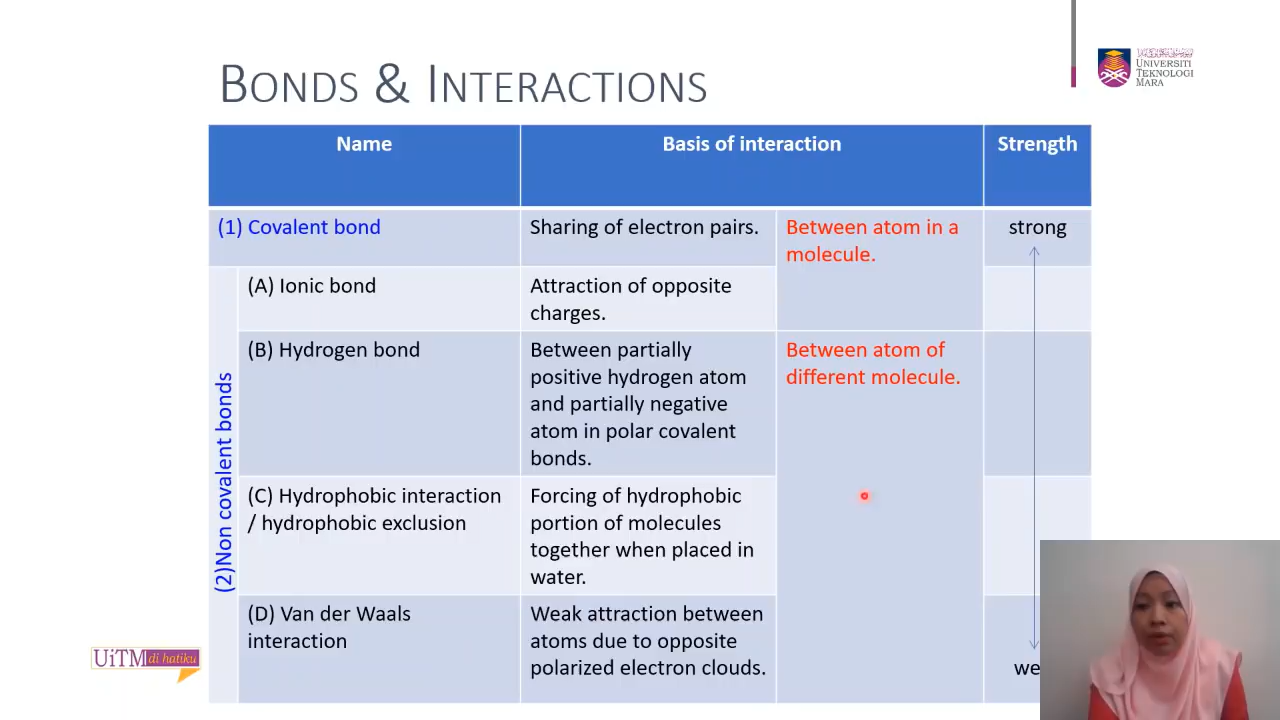 BONDS & INTERACTIONS
UNIVERSITI
TEKNOLOGI
MARA
Name
Basis of interaction
Strength
(1) Covalent bond
Sharing of electron pairs.
Between atom in a
molecule.
strong
(2)Non covalent bonds
(A) Ionic bond
Attraction of opposite
charges.
(B) Hydrogen bond
Between partially
positive hydrogen atom
and partially negative
atom in polar covalent
bonds.
Between atom of
different molecule.
(C) Hydrophobic interaction
/ hydrophobic exclusion
Forcing of hydrophobic
portion of molecules
together when placed in
water.
(D) Van der Waals
interaction
Weak attraction between
atoms due to opposite
polarized electron clouds.
we
UiTM di hatiku